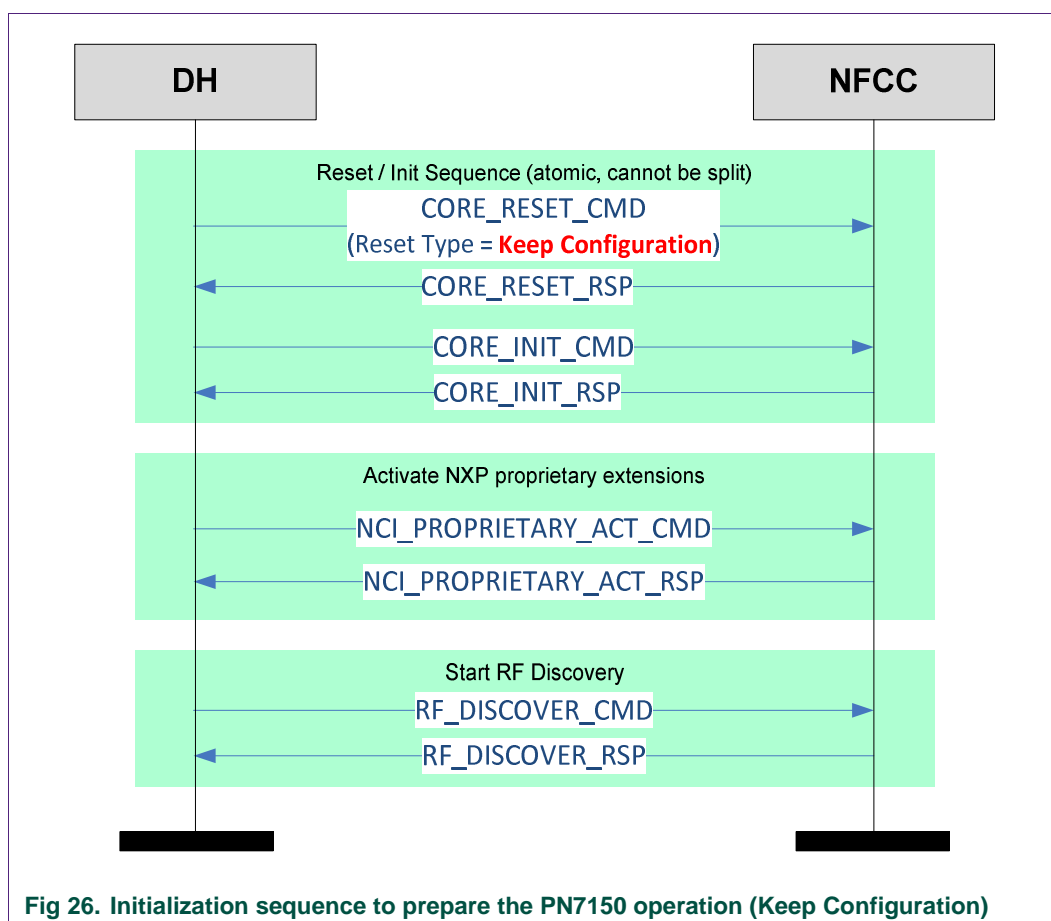 DH
NFCC
Reset / Init Sequence (atomic, cannot be split)
CORE_RESET_CMD
(Reset Type = Keep Configuration)
CORE_RESET_RSP
CORE_INIT_CMD
CORE_INIT_RSP
Activate NXP proprietary extensions
NCI_PROPRIETARY_ACT_CMD
NCI_PROPRIETARY_ACT_RSP
Start RF Discovery
RF_DISCOVER_CMD
RF_DISCOVER_RSP
Fig 26. Initialization sequence to prepare the PN7150 operation (Keep Configuration)